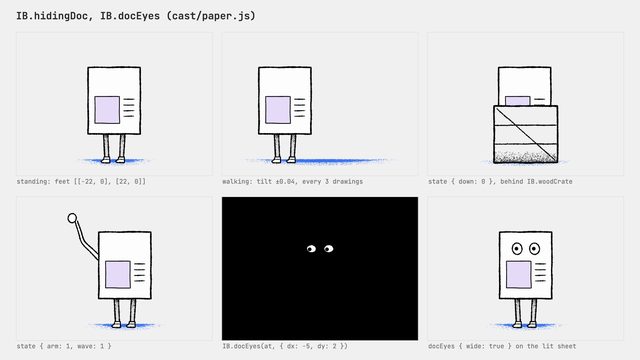 IB.hidingDoc, IB.docEyes (cast/paper.js)
standing: feet [[-22, 0], [22, 0]]
walking: tilt ±0.04, every 3 drawings
state { down: 0 }, behind IB.woodCrate
state { arm: 1, wave: 1 }
IB.docEyes(at, { dx: -5, dy: 2 })
docEyes { wide: true } on the lit sheet